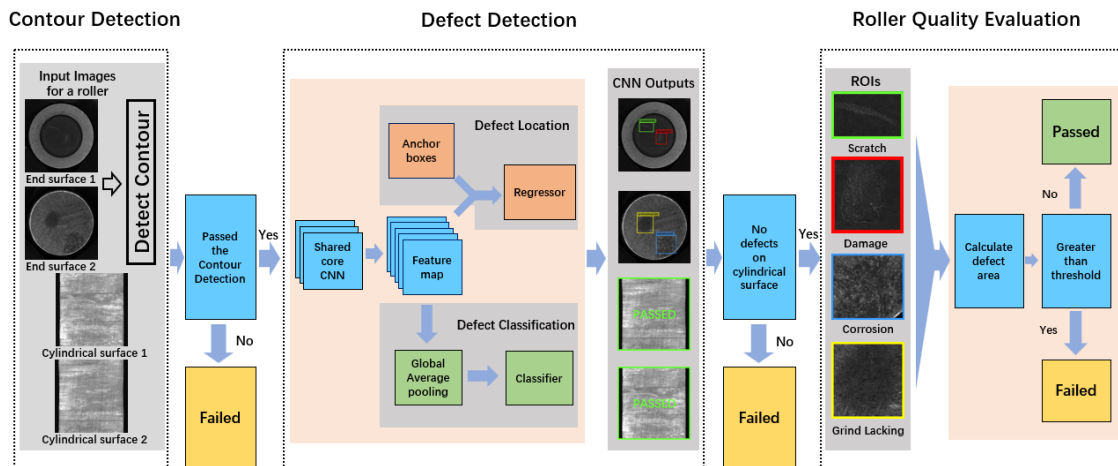 Contour Detection
Defect Detection
Roller Quality Evaluation
Input Images
for a roller
End surface 1
End surface 2
Detect Contour
Cylindrical surface 1
Cylindrical surface 2
Passed
the
Contour
Detection
Yes
No
Failed
Shared
core
CNN
Feature
map
Defect Location
Anchor
boxes
Regressor
Defect Classification
Global
Average
pooling
Classifier
CNN Outputs
PASSED
PASSED
No
defects
on
cylindrical
surface
Yes
No
Failed
ROIs
Scratch
Damage
Corrosion
Grind Lacking
Calculate
defect
area
Greater
than
threshold
No
Passed
Yes
Failed